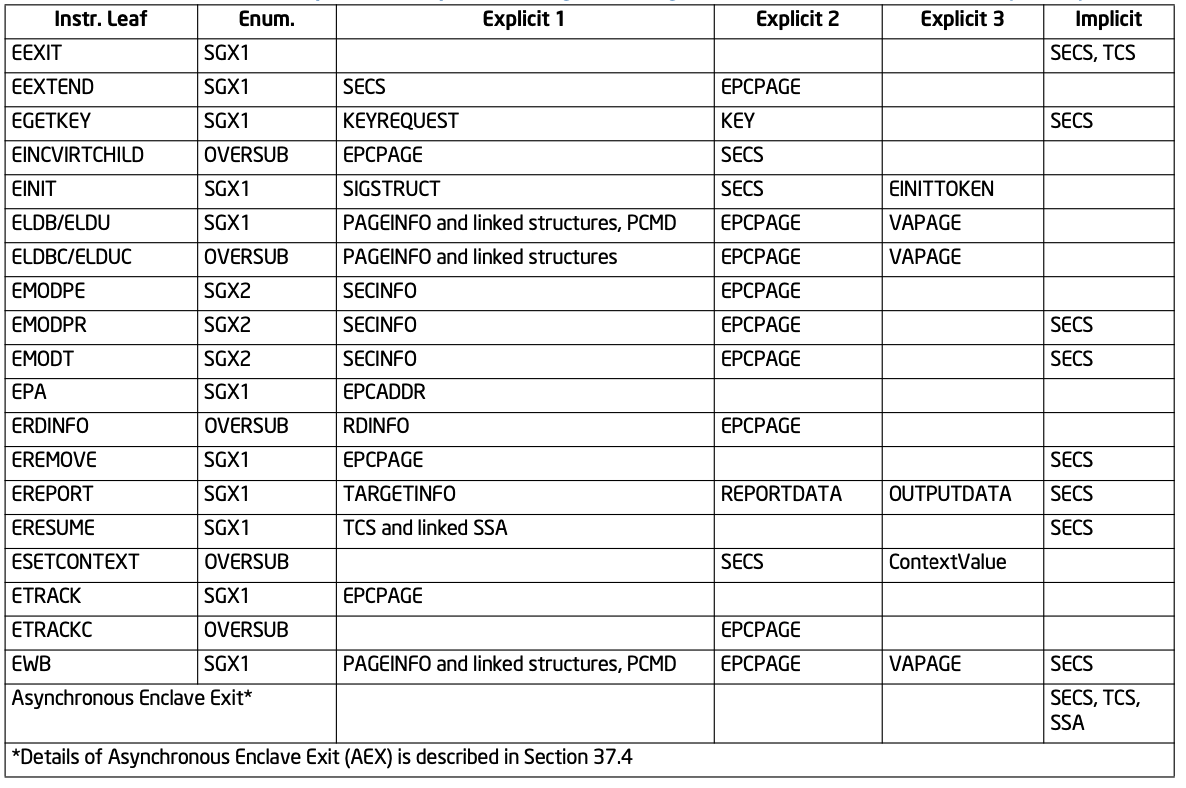 Instr. Leaf Enum. Explicit 1 Explicit 2 Explicit 3 Implicit
EEXIT SGX1 SECS, TCS
EEXTEND SGX1 SECS EPCPAGE
EGETKEY SGX1 KEYREQUEST KEY SECS
EINCVIRTCHILD OVERSUB EPCPAGE SECS
EINIT SGX1 SIGSTRUCT SECS EINITTOKEN
ELDB/ELDU SGX1 PAGEINFO and linked structures, PCMD EPCPAGE VAPAGE
ELDBC/ELDUC OVERSUB PAGEINFO and linked structures EPCPAGE VAPAGE
EMODPE SGX2 SECINFO EPCPAGE
EMODPR SGX2 SECINFO EPCPAGE SECS
EMODT SGX2 SECINFO EPCPAGE SECS
EPA SGX1 EPCADDR
ERDINFO OVERSUB RDINFO EPCPAGE
EREMOVE SGX1 EPCPAGE SECS
EREPORT SGX1 TARGETINFO REPORTDATA OUTPUTDATA SECS
ERESUME SGX1 TCS and linked SSA SECS
ESETCONTEXT OVERSUB SECS ContextValue
ETRACK SGX1 EPCPAGE
ETRACKC OVERSUB EPCPAGE
EWB SGX1 PAGEINFO and linked structures, PCMD EPCPAGE VAPAGE SECS
Asynchronous Enclave Exit* SECS, TCS,
SSA
*Details of Asynchronous Enclave Exit (AEX) is described in Section 37.4